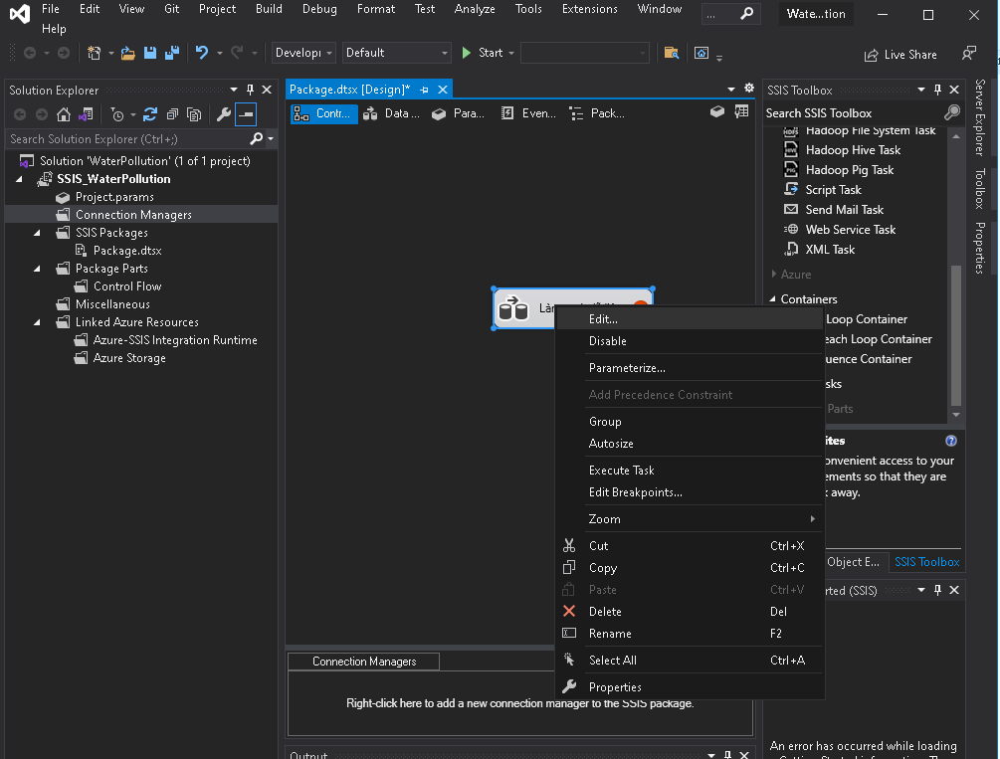 File Edit View Git Project Build Debug Format Test Analyze Tools Extensions Window ... Wate...tion
Help
Developi Default Start Live Share
Solution Explorer
Search Solution Explorer (Ctrl+;)
Solution 'WaterPollution' (1 of 1 project)
SSIS_WaterPollution
Project.params
Connection Managers
SSIS Packages
Package.dtsx
Package Parts
Control Flow
Miscellaneous
Linked Azure Resources
Azure-SSIS Integration Runtime
Azure Storage
Package.dtsx [Design]*
Contr... Data ... Para... Even... Pack...
Edit...
Disable
Parameterize...
Add Precedence Constraint
Group
Autosize
Execute Task
Edit Breakpoints...
Zoom
Cut Ctrl+X
Copy Ctrl+C
Paste Ctrl+V
Delete Del
Rename F2
Select All Ctrl+A
Properties
Connection Managers
Right-click here to add a new connection manager to the SSIS package.
Output
SSIS Toolbox
Search SSIS Toolbox
Hadoop File System Task
Hadoop Hive Task
Hadoop Pig Task
Script Task
Send Mail Task
Web Service Task
XML Task
Azure
Containers
Loop Container
each Loop Container
uence Container
sks
Parts
ites
onvenient access to your
ements so that they are
k away.
Object E... SSIS Toolbox
rted (SSIS)
An error has occurred while loading
Server Explorer
Toolbox
Properties